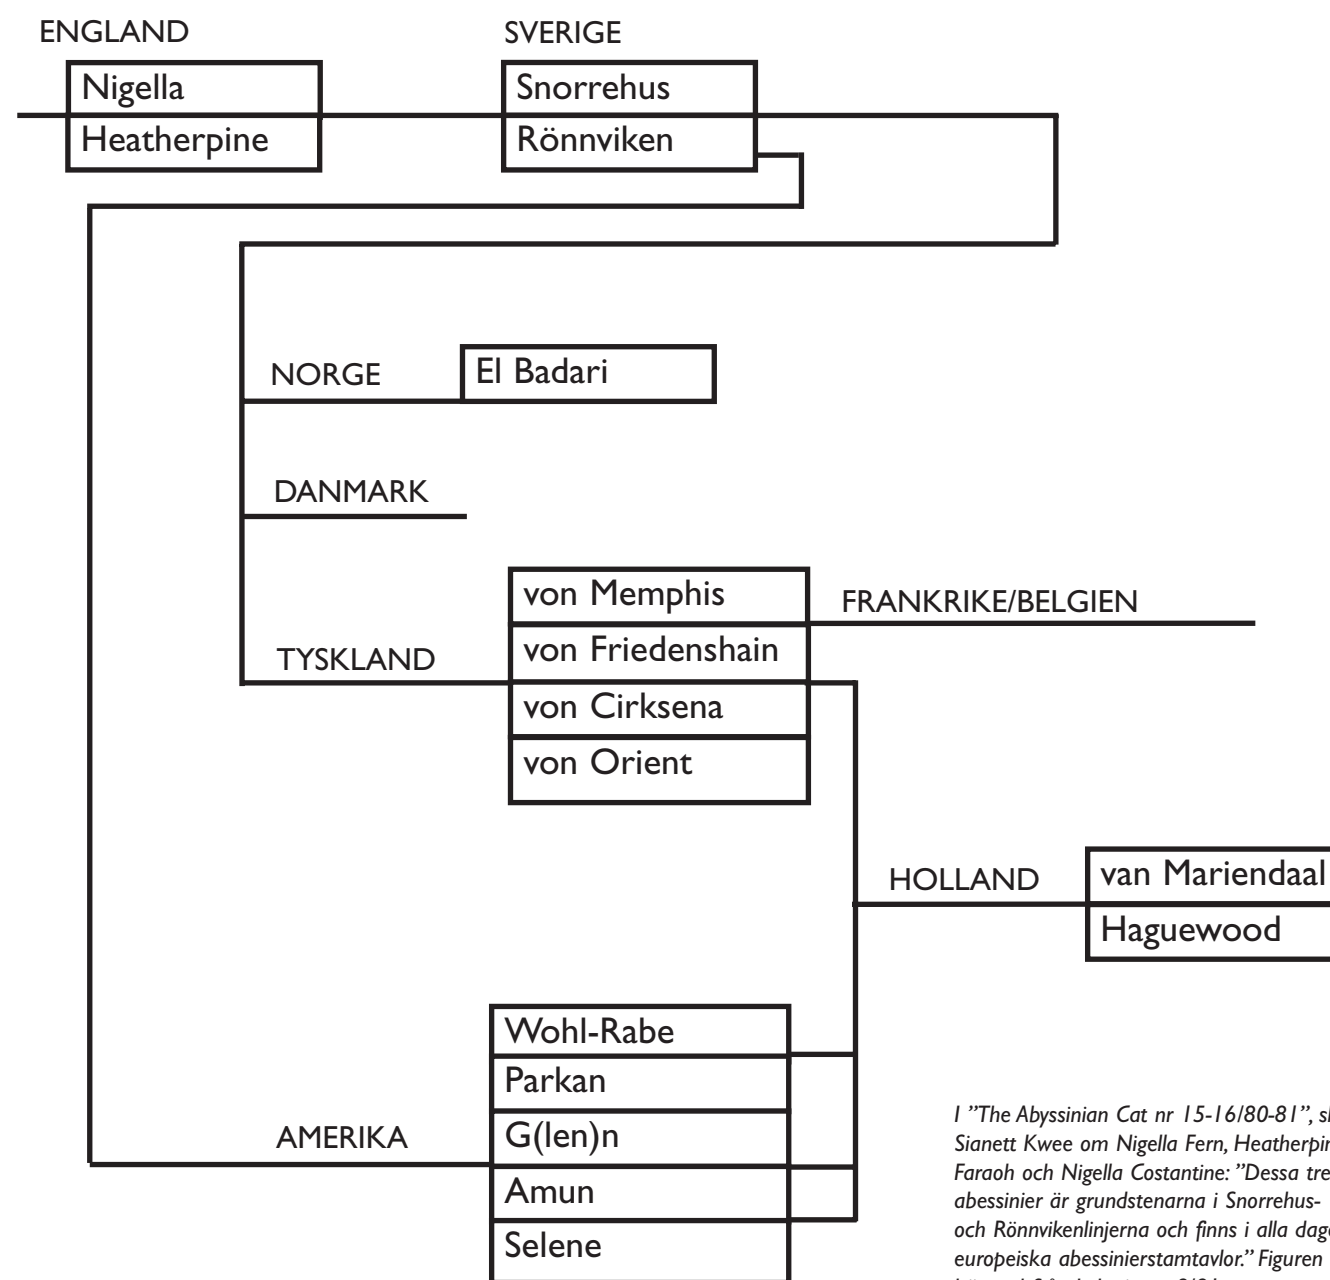 ENGLAND
SVERIGE
Nigella
Heatherpine
Snorrehus
Rönnviken
NORGE
El Badari
DANMARK
TYSKLAND
von Memphis
von Friedenshain
von Cirksena
von Orient
FRANKRIKE/BELGIEN
HOLLAND
van Mariendaal
Haguewood
AMERIKA
Wohl-Rabe
Parkan
G(len)n
Amun
Selene
I ”The Abyssinian Cat nr 15-16/80-81”,
Sianett Kwee om Nigella Fern,
Faraoh och Nigella Costantine: ”Dessa tre
abessinier är grundstenarna i Snorrehus-
och Rönnvikenlinjerna och finns i alla
europeiska abessinierstamtavlor.” Figuren